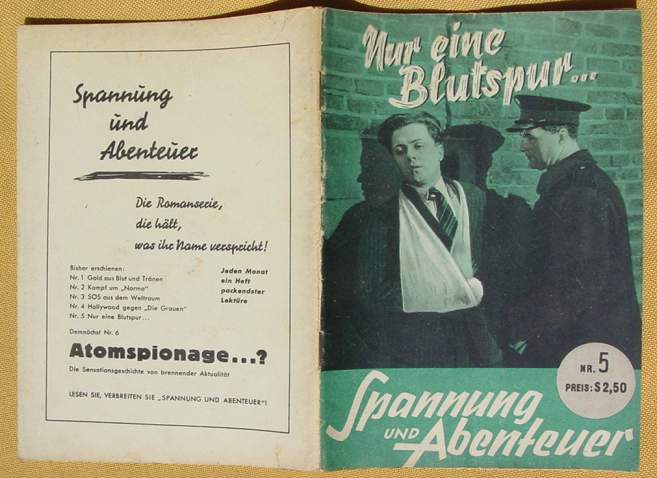 Spannung
und
Abenteuer
Die Romanserie,
die hält,
was ihr Name verspricht!
Bisher erschienen:
Nr. 1 Gold aus Blut und Tränen
Nr. 2 Kampf um „Norma"
Nr. 3 SOS aus dem Weltraum
Nr. 4 Hollywood gegen „Die Grauen"
Nr. 5 Nur eine Blutspur...
Jeden Monat
ein Heft
packendster
Lektüre
Demnächst Nr. 6
Atomspionage...?
Die Sensationsgeschichte von brennender Aktualität
LESEN SIE, VERBREITEN SIE „SPANNUNG UND ABENTEUER"!
Nur eine
Blutspur...
NR. 5
PREIS: S 2,50
Spannung
UND Abenteuer